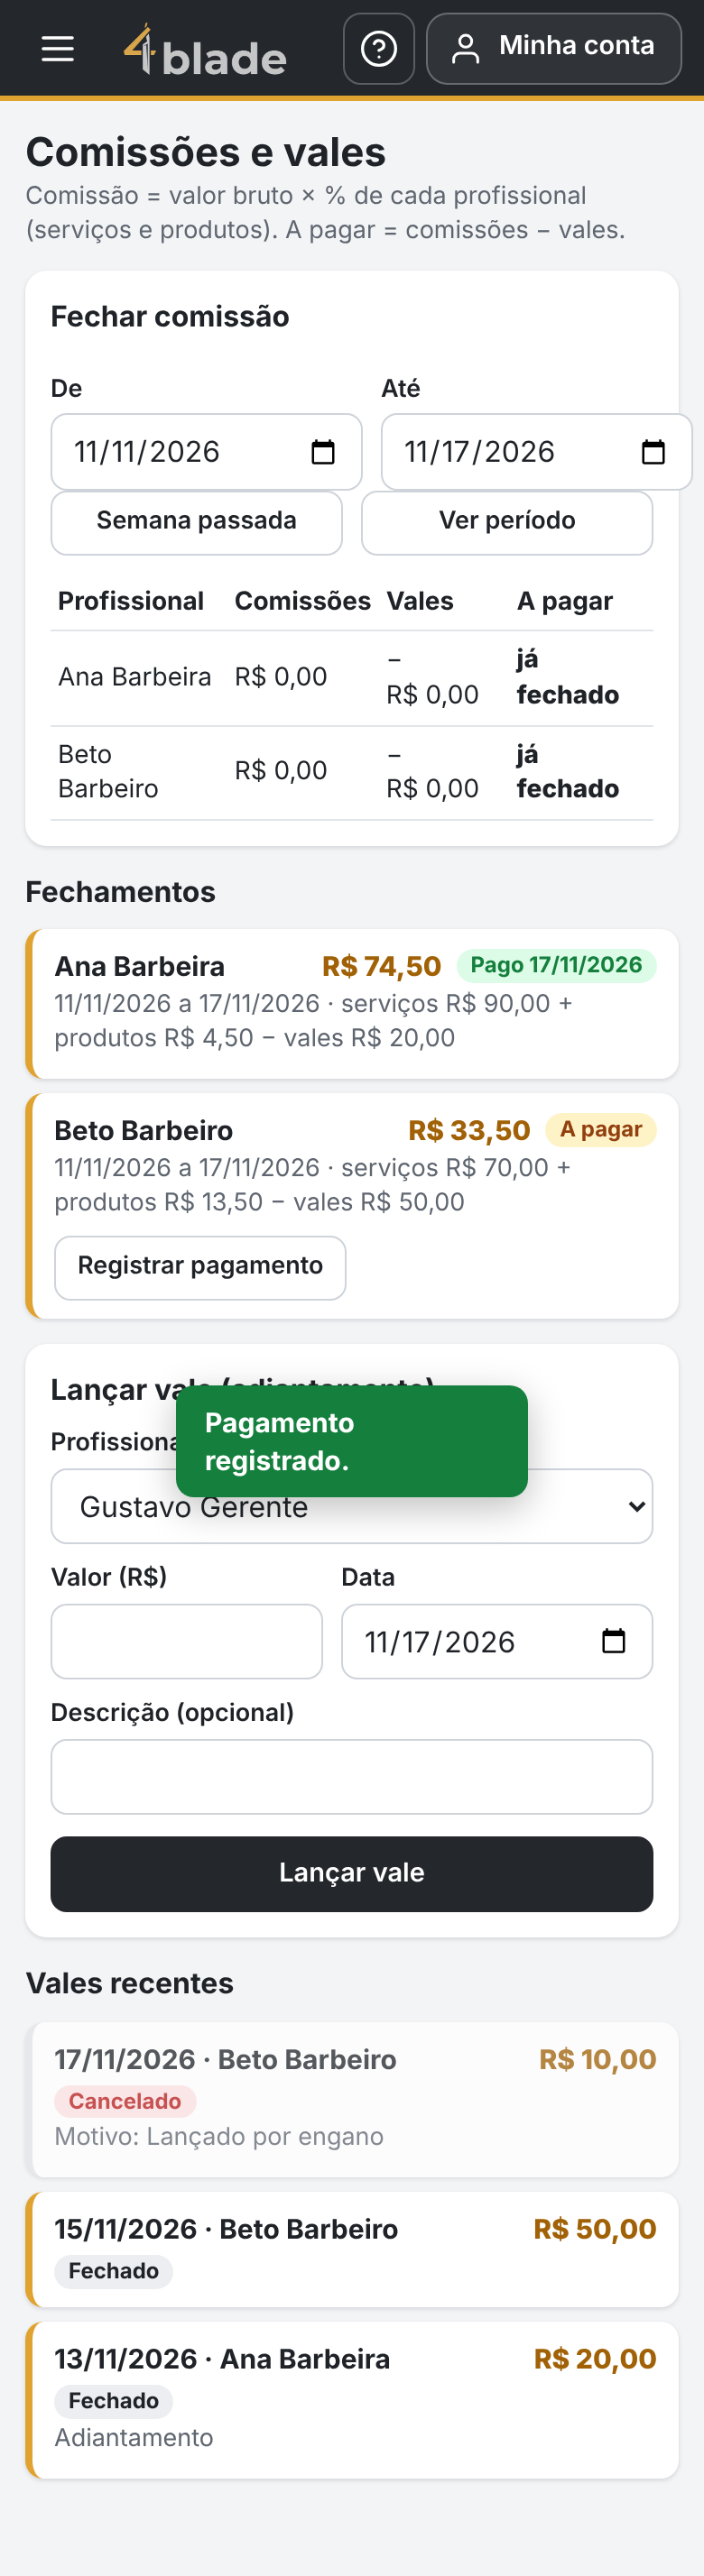 4blade
Minha conta
Comissões e vales
Comissão = valor bruto × % de cada profissional
(serviços e produtos). A pagar = comissões − vales.
Fechar comissão
De Até
11/11/2026 11/17/2026
Semana passada Ver período
Profissional Comissões Vales A pagar
Ana Barbeira R$ 0,00 −
R$ 0,00 já
fechado
Beto
Barbeiro R$ 0,00 −
R$ 0,00 já
fechado
Fechamentos
Ana Barbeira R$ 74,50 Pago 17/11/2026
11/11/2026 a 17/11/2026 · serviços R$ 90,00 +
produtos R$ 4,50 − vales R$ 20,00
Beto Barbeiro R$ 33,50 A pagar
11/11/2026 a 17/11/2026 · serviços R$ 70,00 +
produtos R$ 13,50 − vales R$ 50,00
Registrar pagamento
Lançar vale (adiantamento)
Pagamento
registrado.
Gustavo Gerente
Valor (R$) Data
11/17/2026
Descrição (opcional)
Lançar vale
Vales recentes
17/11/2026 · Beto Barbeiro R$ 10,00
Cancelado
Motivo: Lançado por engano
15/11/2026 · Beto Barbeiro R$ 50,00
Fechado
13/11/2026 · Ana Barbeira R$ 20,00
Fechado
Adiantamento